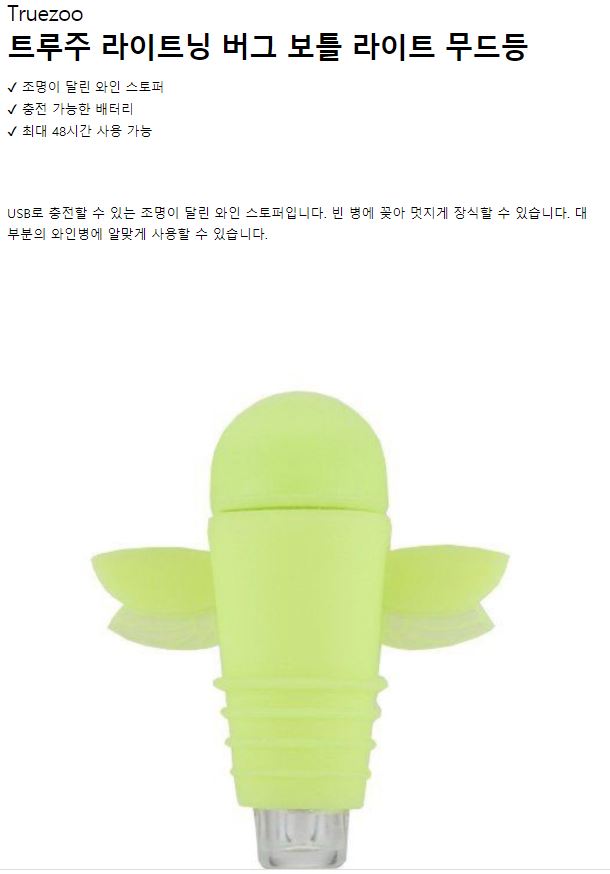 Truezoo
트루주 라이트닝 버그 보틀 라이트 무드등
✓ 조명이 달린 와인 스토퍼
✓ 충전 가능한 배터리
✓ 최대 48시간 사용 가능
USB로 충전할 수 있는 조명이 달린 와인 스토퍼입니다. 빈 병에 꽂아 멋지게 장식할 수 있습니다. 대
부분의 와인병에 알맞게 사용할 수 있습니다.